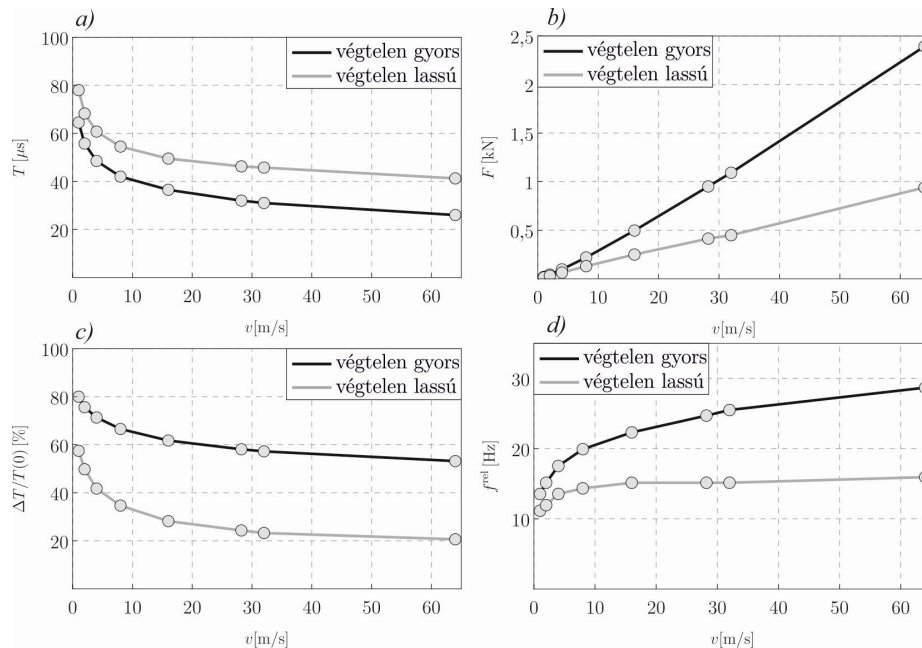 a)
100
80
60
40
20
T [μs]
végtelen gyors
végtelen lassú
0 10 20 30 40 50 60
v[m/s]
b)
2,5
2
1.5
1
0,5
F [kN]
végtelen gyors
végtelen lassú
0 10 20 30 40 50 60
v[m/s]
c)
100
80
60
40
20
ΔT/T(0) [%]
végtelen gyors
végtelen lassú
0 10 20 30 40 50 60
v[m/s]
d)
30
20
10
f^rel [Hz]
végtelen gyors
végtelen lassú
0 10 20 30 40 50 60
v[m/s]